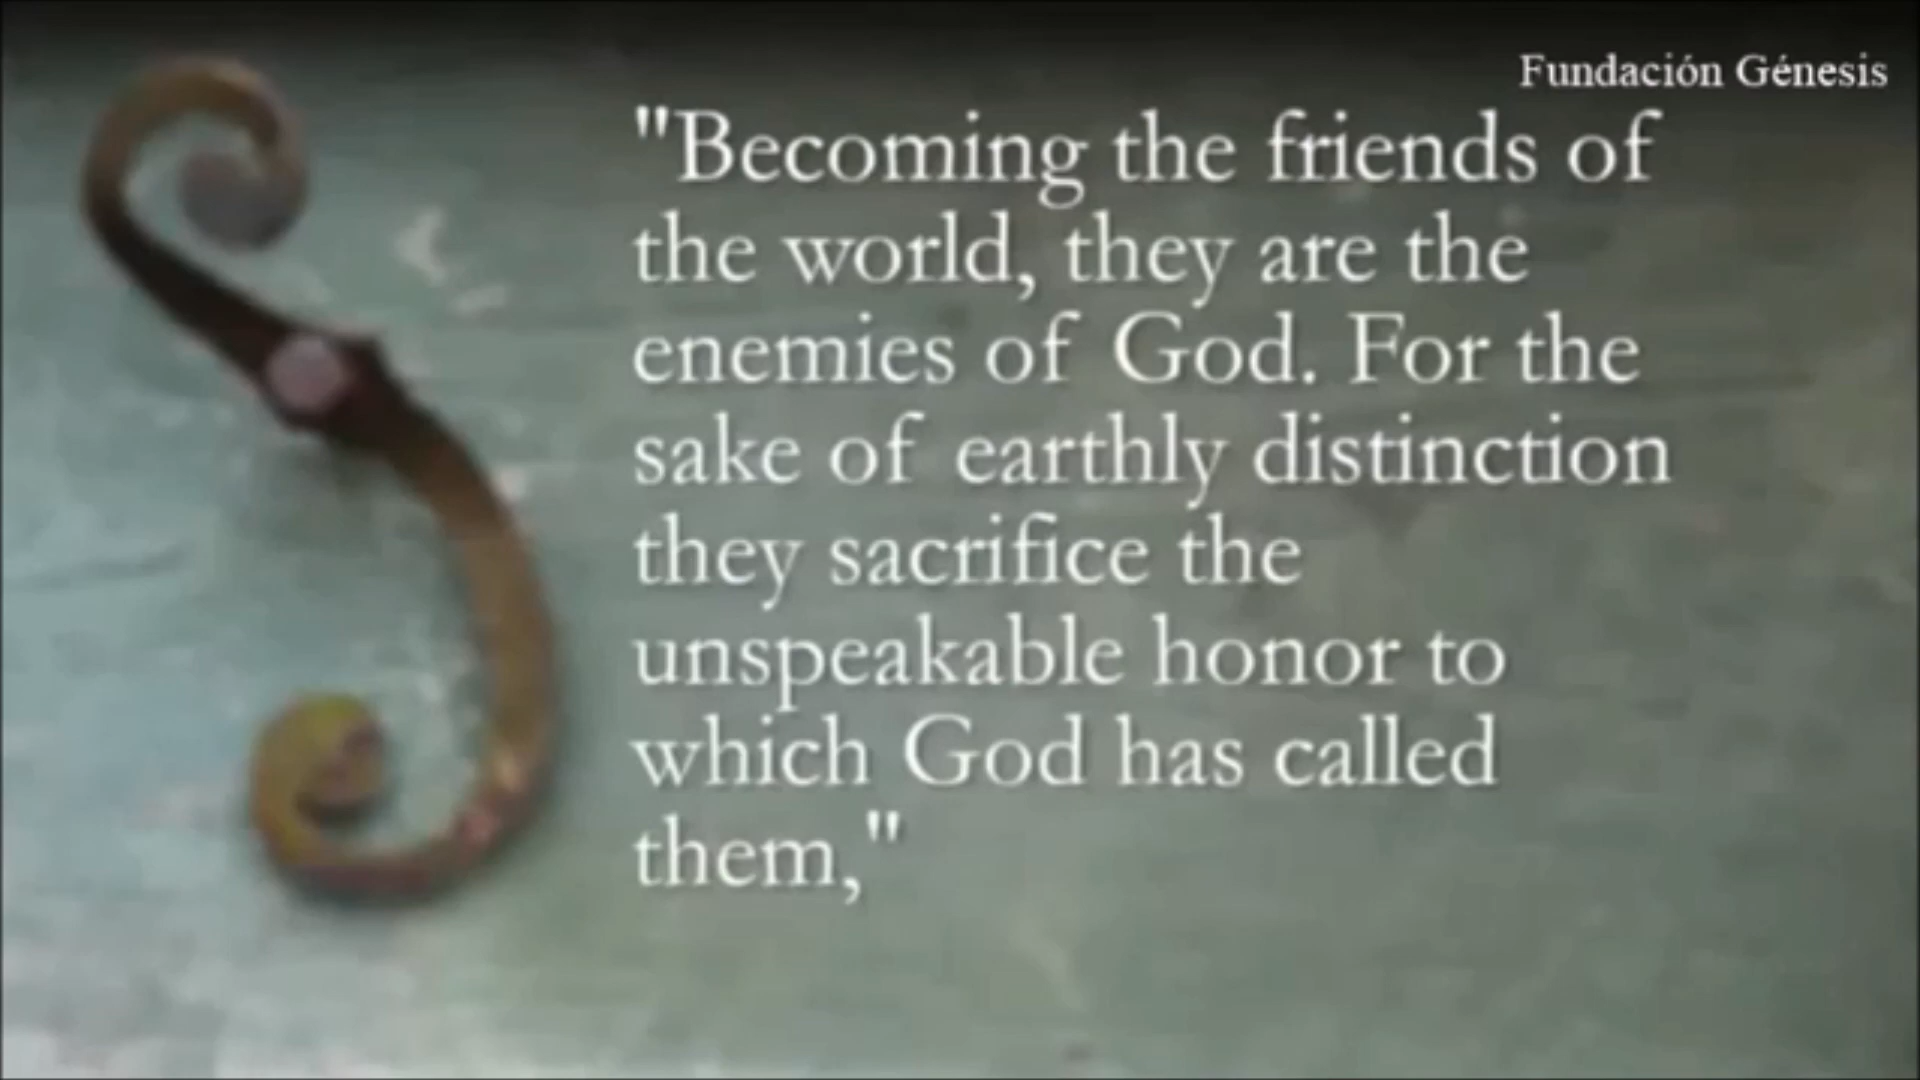 Fundación Génesis
"Becoming the friends of
the world, they are the
enemies of God. For the
sake of earthly distinction
they sacrifice the
unspeakable honor to
which God has called
them,"